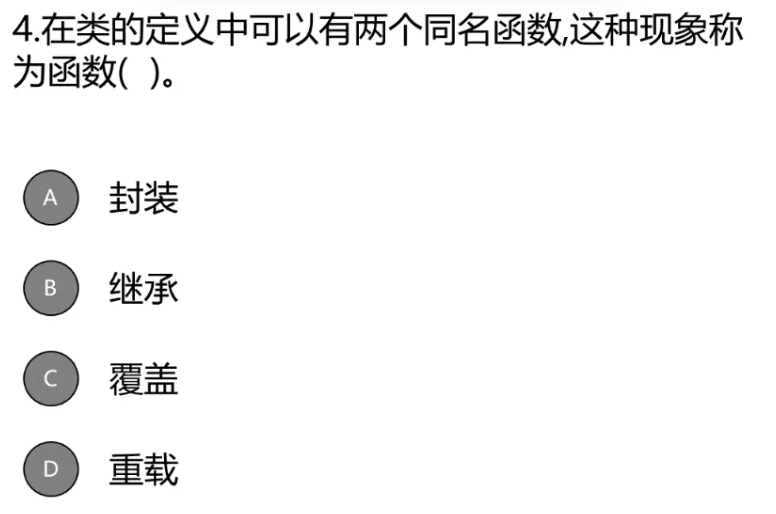 4.在类的定义中可以有两个同名函数,这种现象称
为函数( )。
A 封装
B 继承
C 覆盖
D 重载